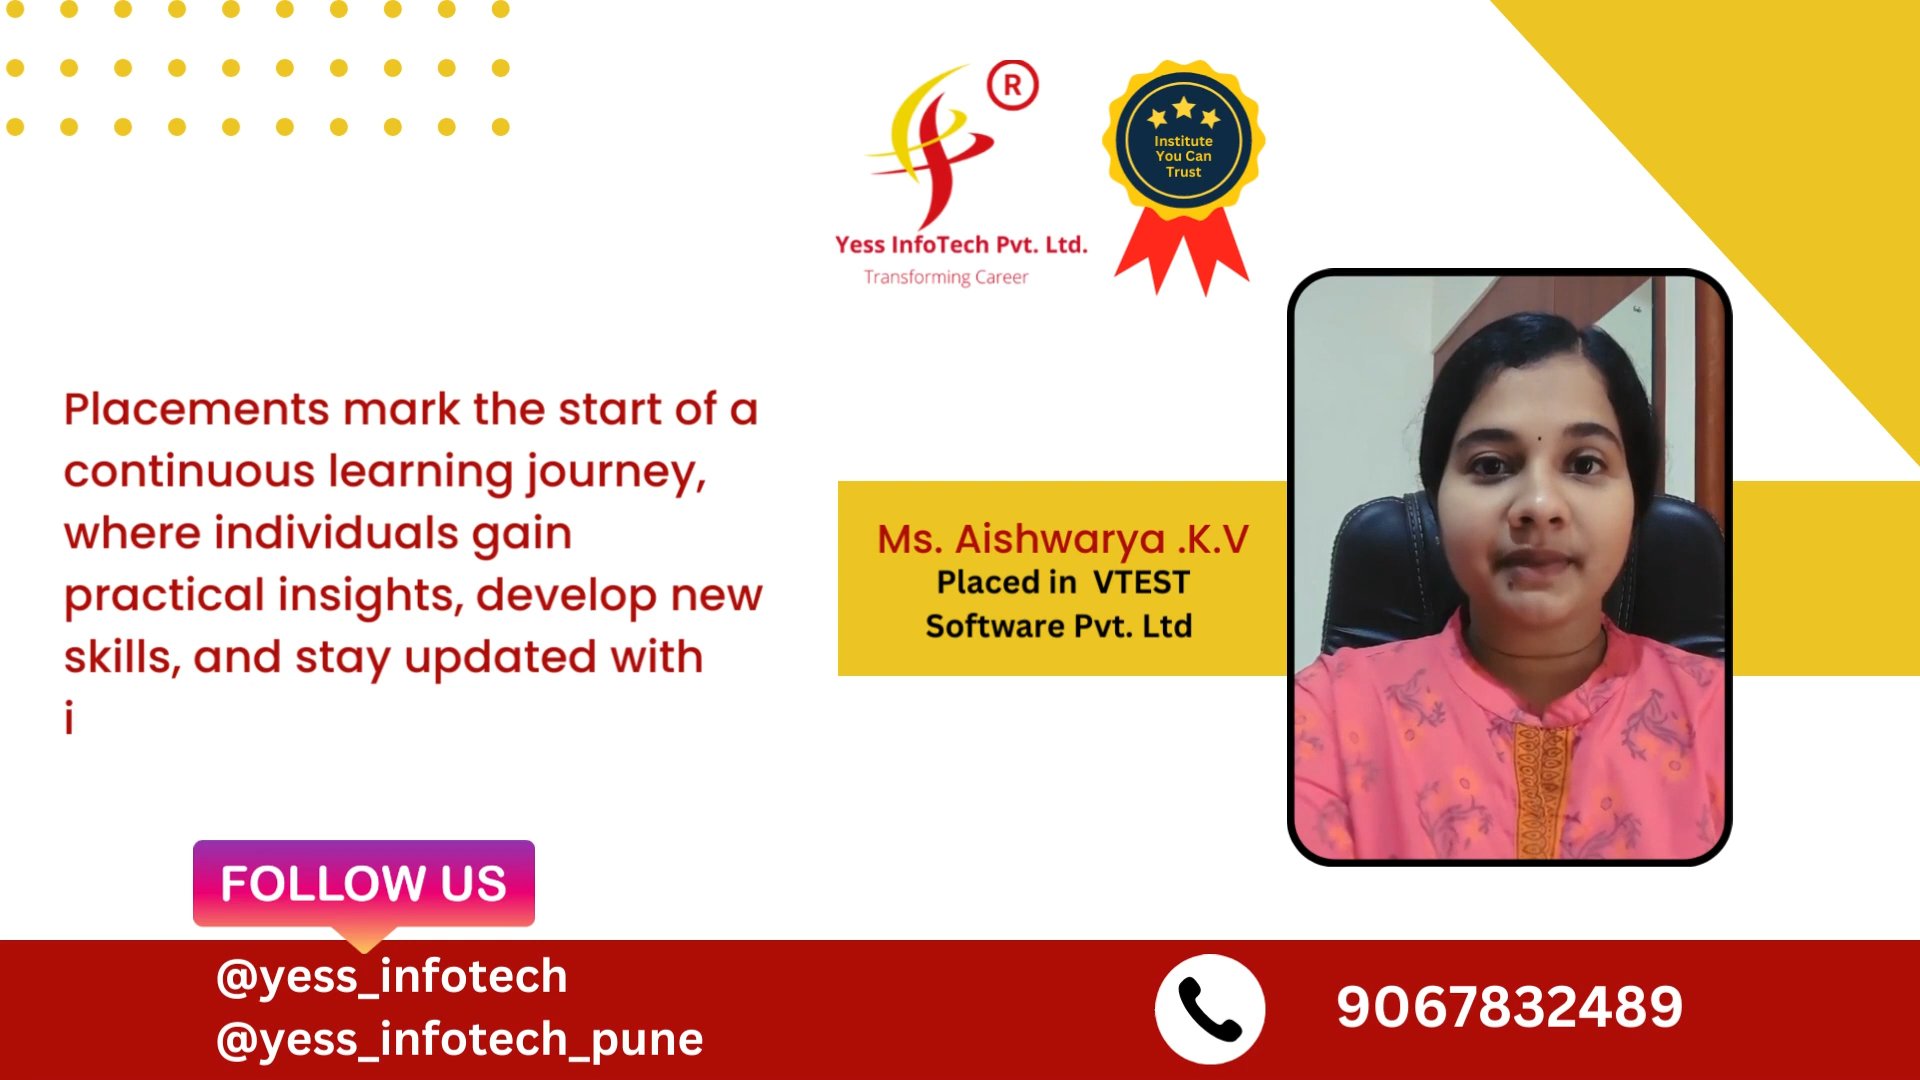 R
Yess InfoTech Pvt. Ltd.
Transforming Career
Institute
You Can
Trust
Placements mark the start of a
continuous learning journey,
where individuals gain
practical insights, develop new
skills, and stay updated with
i
Ms. Aishwarya .K.V
Placed in VTEST
Software Pvt. Ltd
FOLLOW US
@yess_infotech
@yess_infotech_pune
9067832489